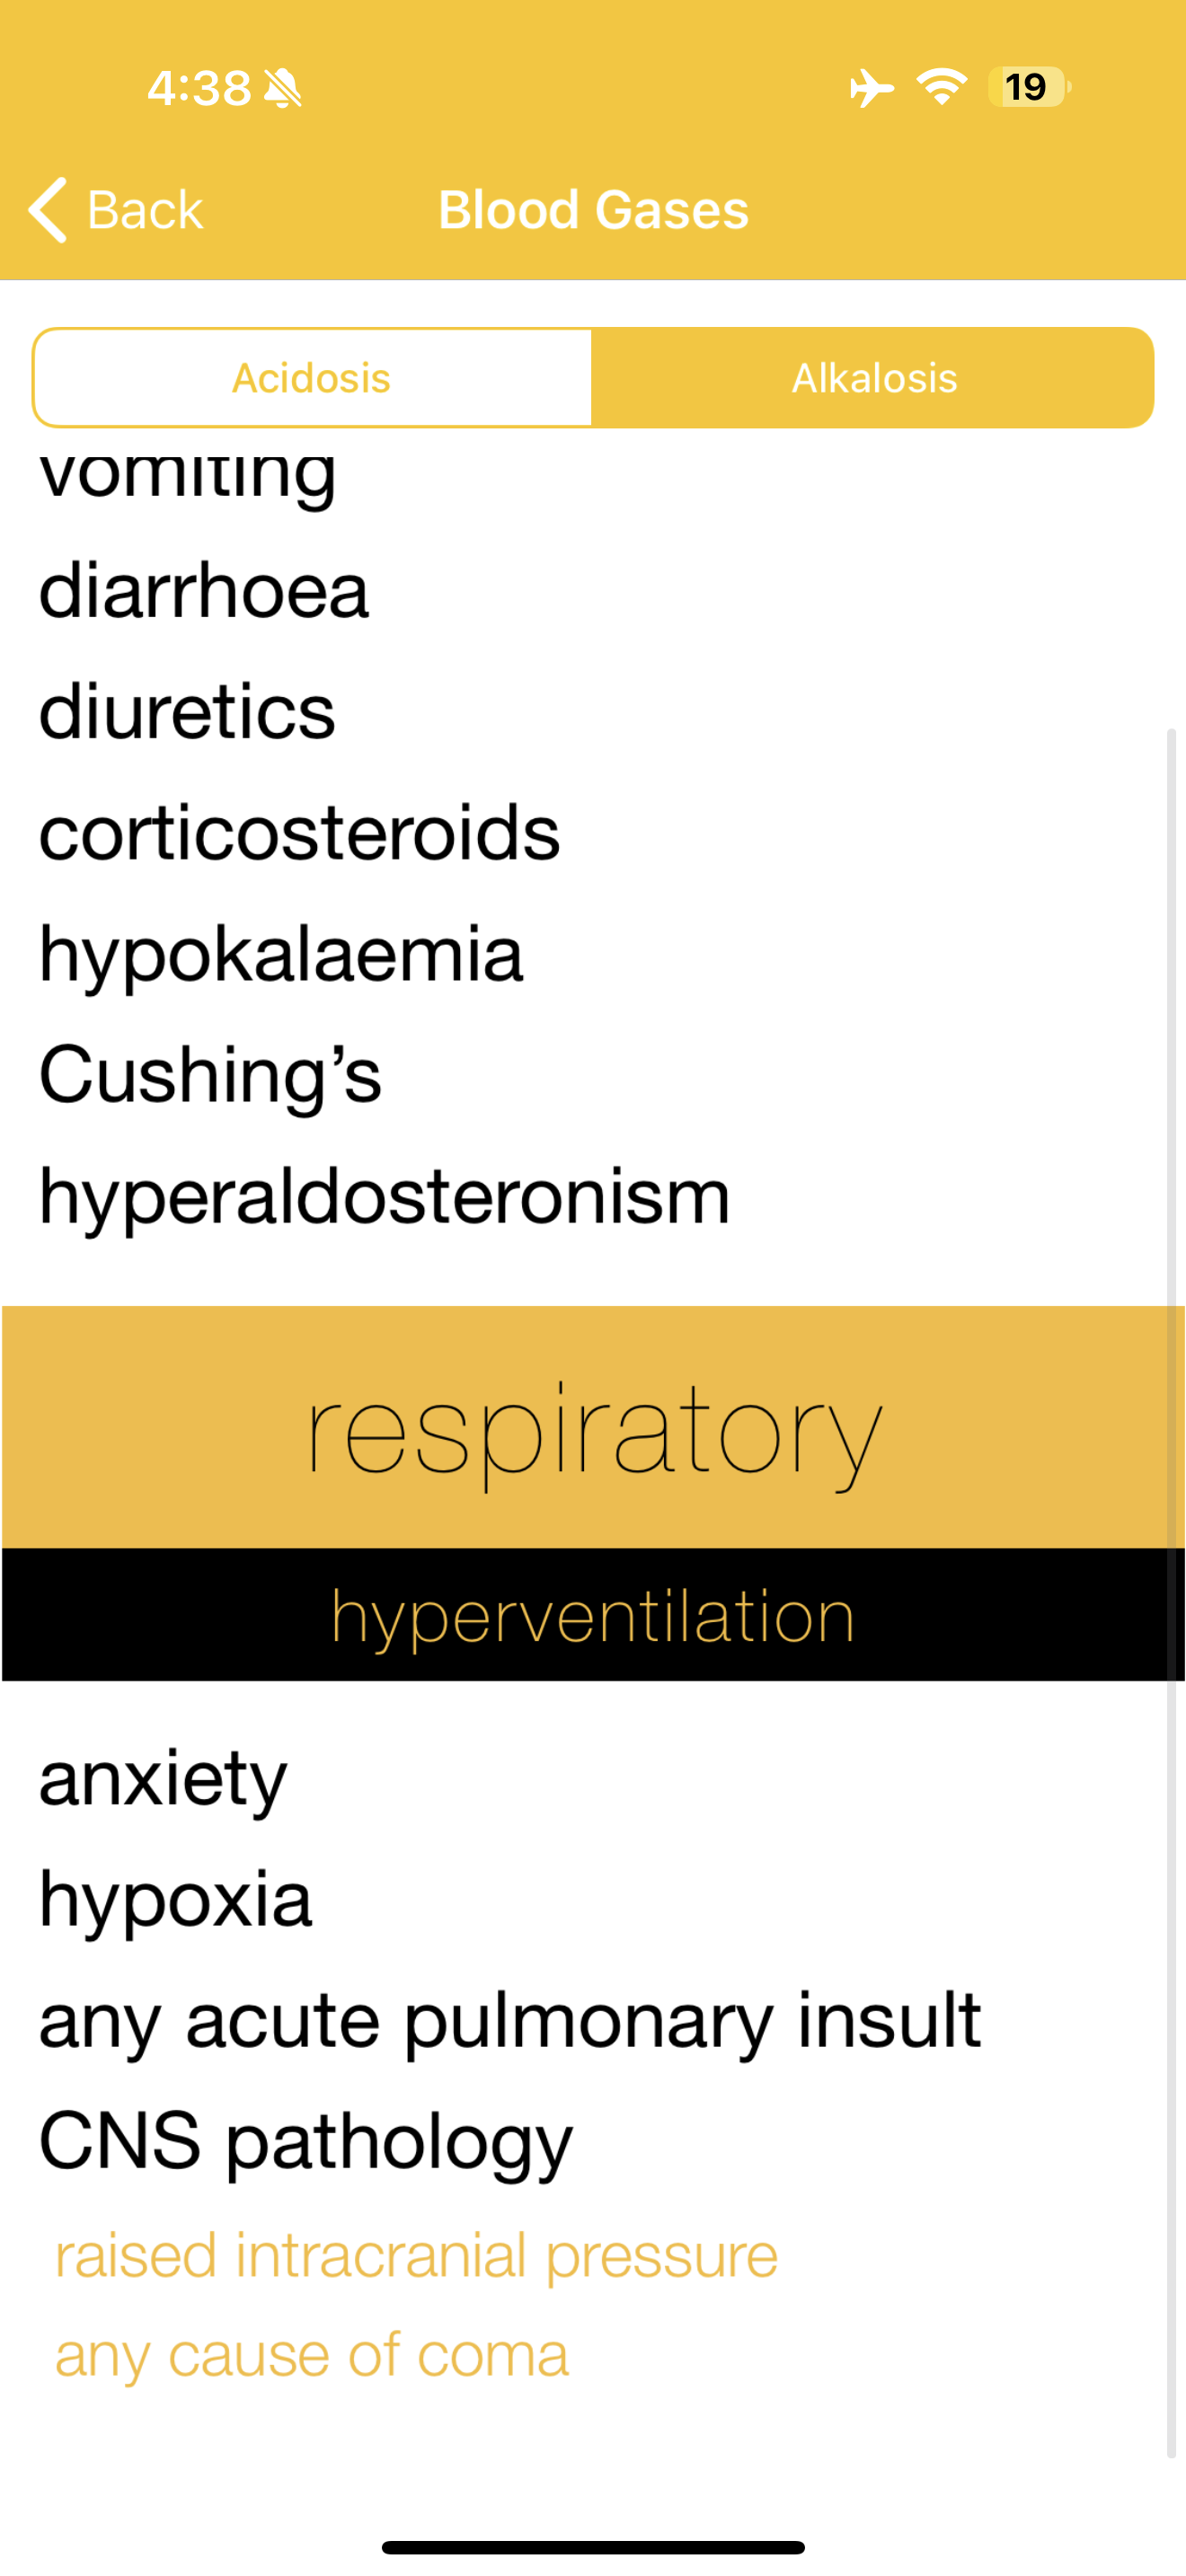 4:38
19
Back
Blood Gases
Acidosis
Alkalosis
vomiting
diarrhoea
diuretics
corticosteroids
hypokalaemia
Cushing’s
hyperaldosteronism
respiratory
hyperventilation
anxiety
hypoxia
any acute pulmonary insult
CNS pathology
raised intracranial pressure
any cause of coma